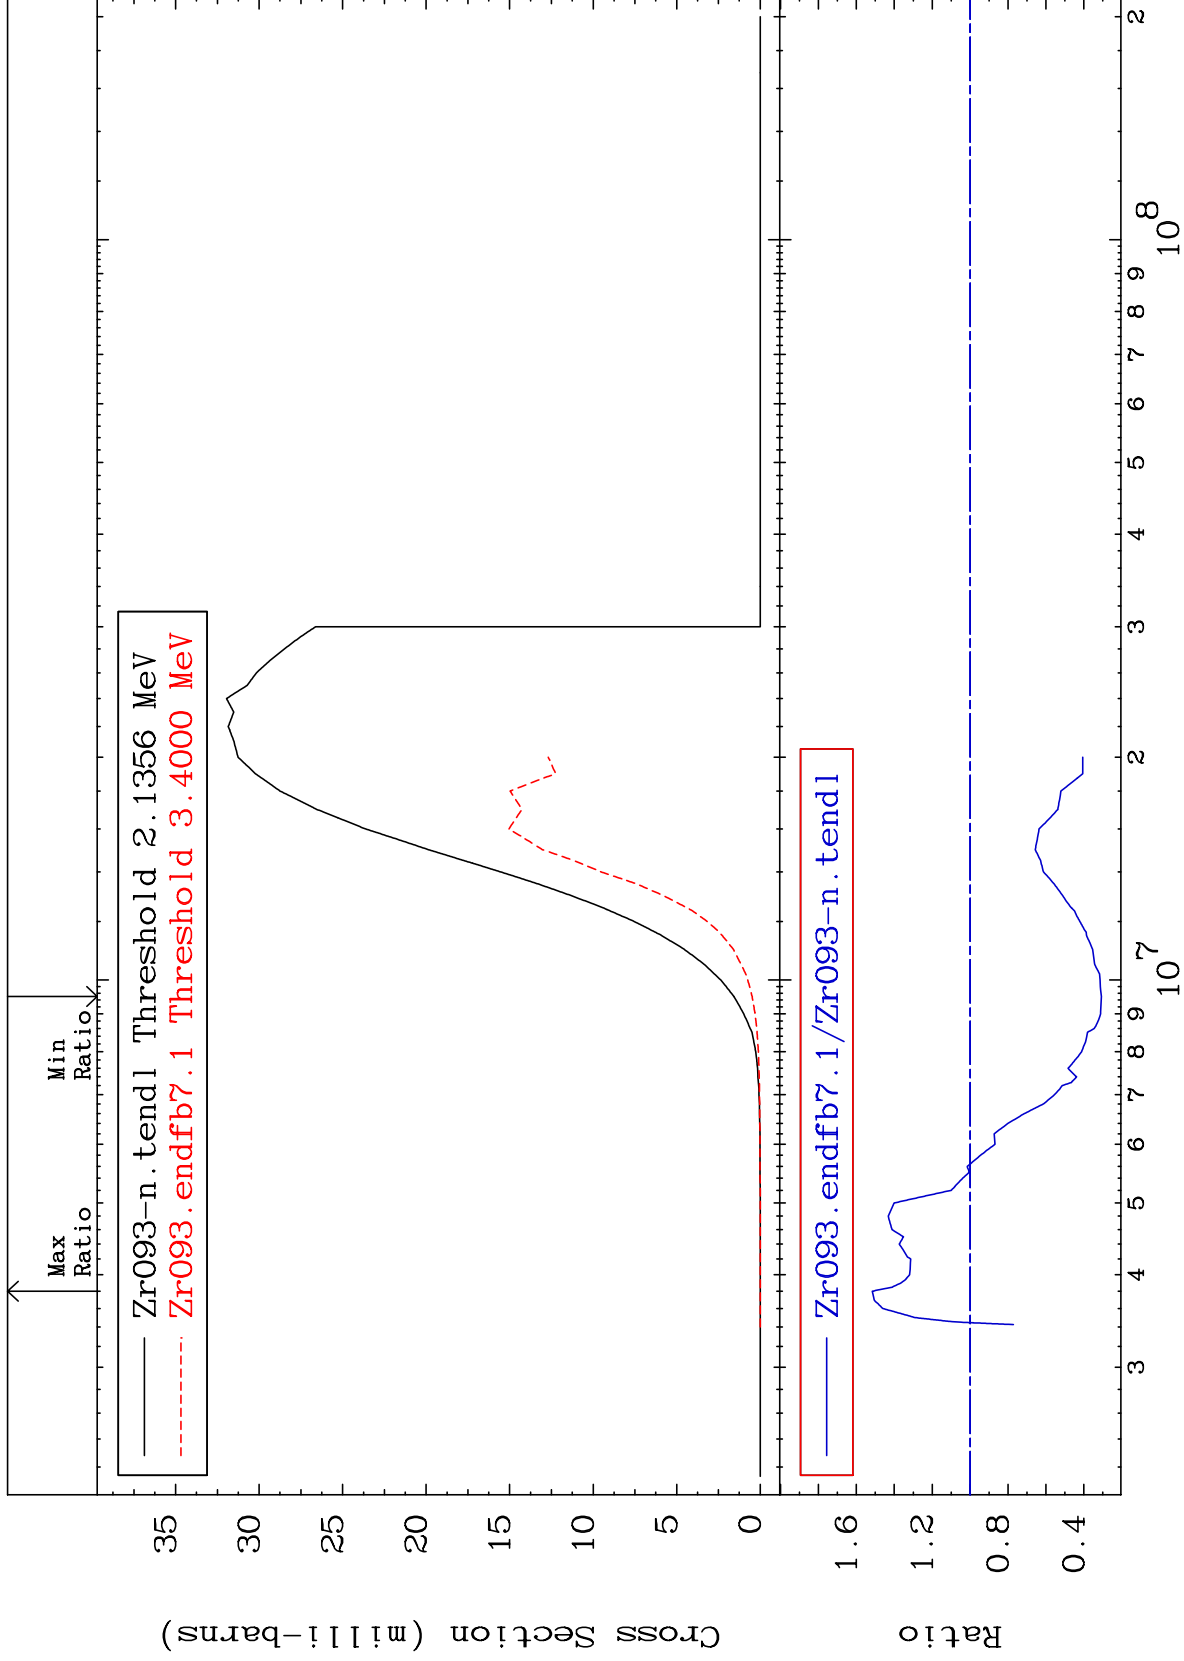 Max
Ratio
Min
Ratio
Zr093-n.tendl Threshold 2.1356 MeV
Zr093.endfb7.1 Threshold 3.4000 MeV
35
30
25
20
15
10
5
0
Cross Section (milli-barns)
Zr093.endfb7.1/Zr093-n.tendl
1.6
1.2
0.8
0.4
Ratio
3 4 5 6 7 8 9 2 3 4 5 6 7 8 9 2
10 7 10 8